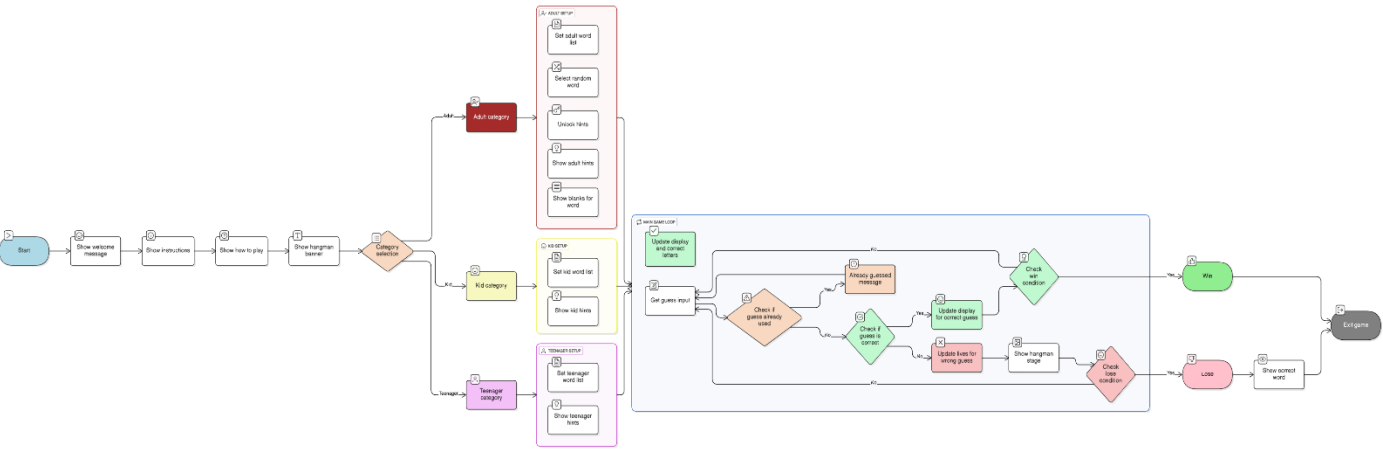 Start
Show welcome
message
Show instructions
Show how to play
Show hangman
banner
Category
selection
Adult
Kid
Teenager
Adult category
Kid category
Teenager
category
ADULT SETUP
Set adult word
list
Select random
word
Unlock hints
Show adult hints
Show blanks for
word
KID SETUP
Set kid word list
Show kid hints
TEENAGER SETUP
Set teenager
word list
Show teenager
hints
MAIN GAME LOOP
Update display
and correct
letters
Get guess input
Check if
guess already
used
Yes
No
Already guessed
message
Check if
guess is
correct
Yes
No
Update display
for correct guess
Update lives for
wrong guess
Show hangman
stage
Check
win
condition
No
Yes
Check
lose
condition
No
Yes
Win
Lose
Show correct
word
Exit game